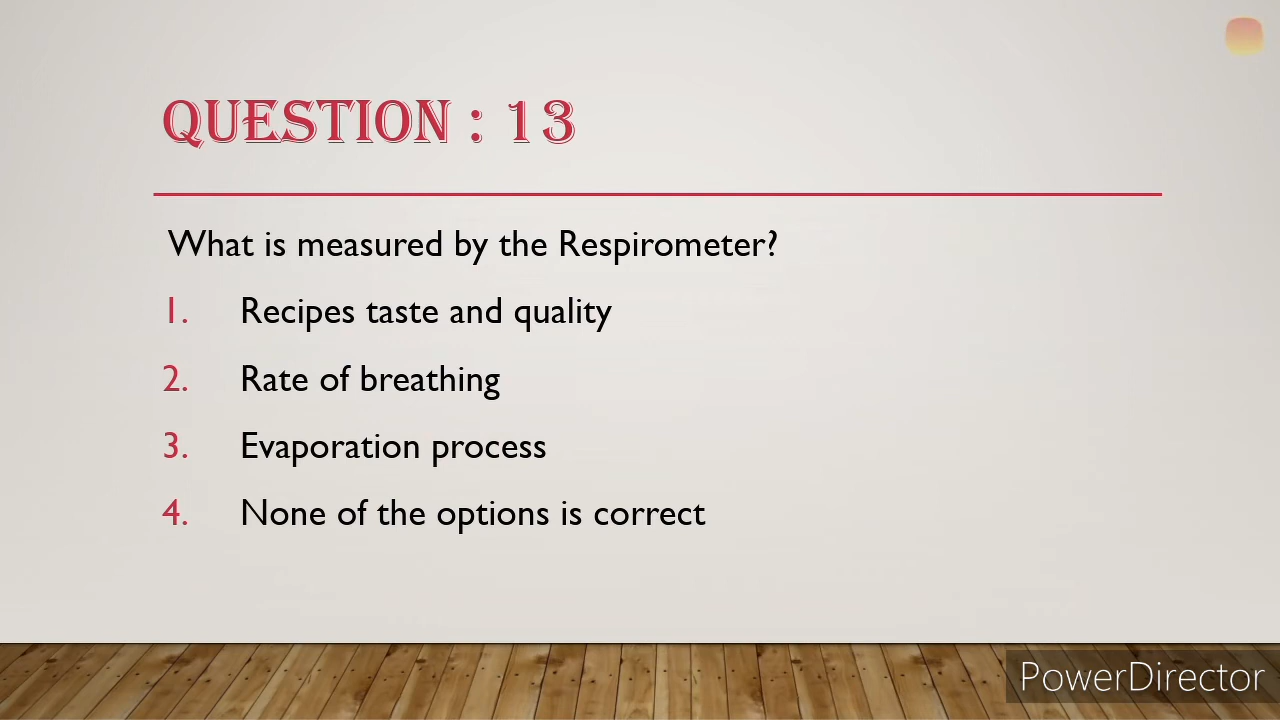 QUESTION : 13
What is measured by the Respirometer?
1. Recipes taste and quality
2. Rate of breathing
3. Evaporation process
4. None of the options is correct
PowerDirector